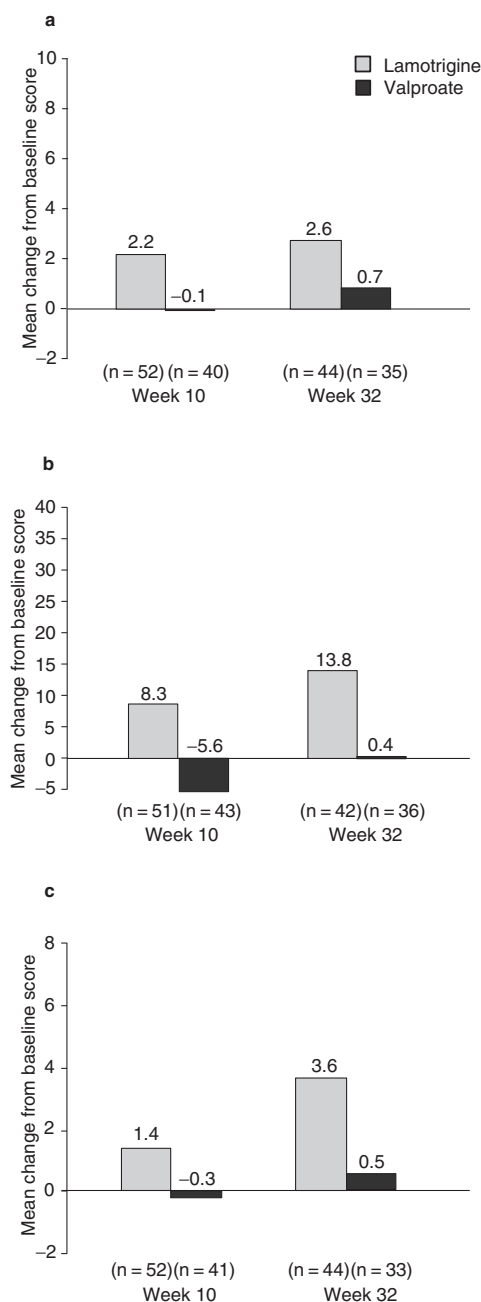 a
10
8
6
4
2
0
−2
Mean change from baseline score
Lamotrigine
Valproate
2.2
−0.1
2.6
0.7
(n = 52) (n = 40)
Week 10
(n = 44) (n = 35)
Week 32
b
40
35
30
25
20
15
10
5
0
−5
Mean change from baseline score
8.3
−5.6
13.8
0.4
(n = 51) (n = 43)
Week 10
(n = 42) (n = 36)
Week 32
c
8
6
4
2
0
−2
Mean change from baseline score
1.4
−0.3
3.6
0.5
(n = 52) (n = 41)
Week 10
(n = 44) (n = 33)
Week 32